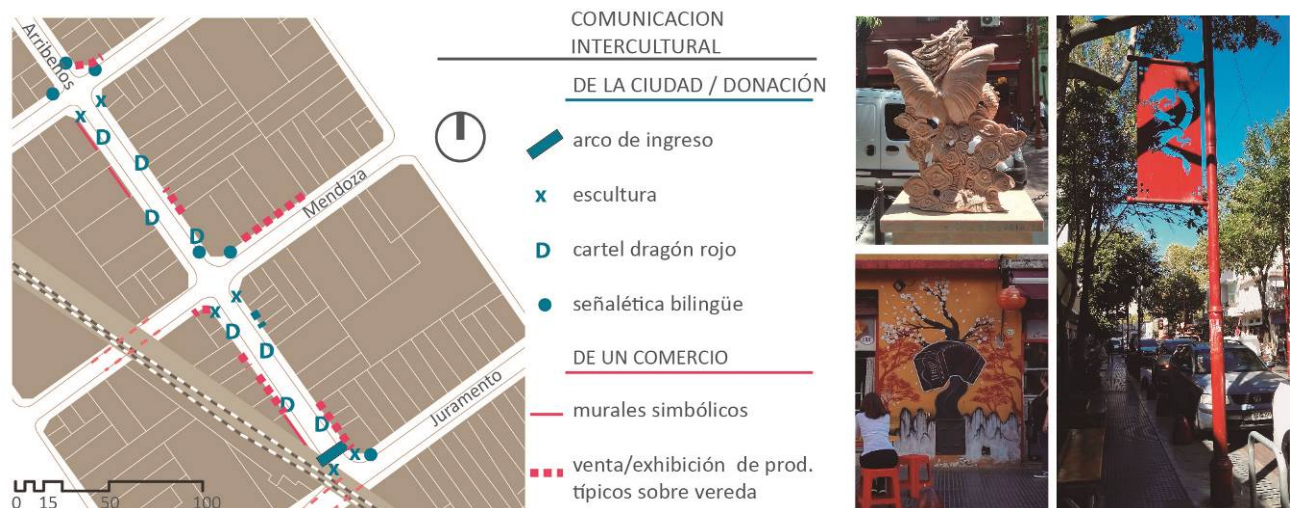 Arribeños
Mendoza
Juramento
0 15 50 100
COMUNICACION
INTERCULTURAL
DE LA CIUDAD / DONACIÓN
arco de ingreso
x escultura
D cartel dragón rojo
señalética bilingüe
DE UN COMERCIO
murales simbólicos
venta/exhibición de prod.
típicos sobre vereda